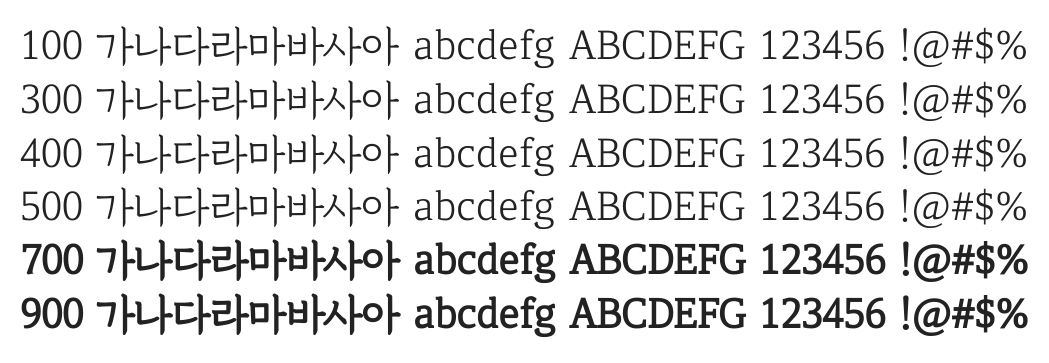 100 가나다라마바사아 abcdefg ABCDEFG 123456 !@#$%
300 가나다라마바사아 abcdefg ABCDEFG 123456 !@#$%
400 가나다라마바사아 abcdefg ABCDEFG 123456 !@#$%
500 가나다라마바사아 abcdefg ABCDEFG 123456 !@#$%
700 가나다라마바사아 abcdefg ABCDEFG 123456 !@#$%
900 가나다라마바사아 abcdefg ABCDEFG 123456 !@#$%